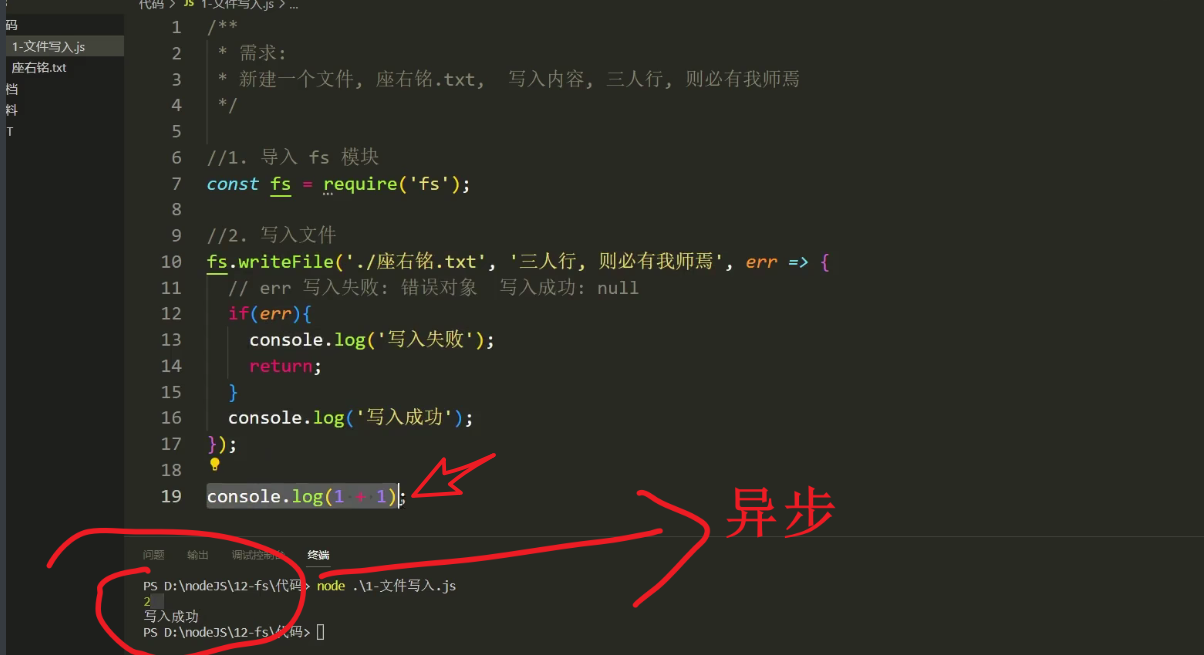 代码 > JS 1-文件写入.js > ...
码
1-文件写入.js
座右铭.txt
档
料
T
1 /**
2 * 需求:
3 * 新建一个文件, 座右铭.txt, 写入内容, 三人行, 则必有我师焉
4 */
5
6 //1. 导入 fs 模块
7 const fs = require('fs');
8
9 //2. 写入文件
10 fs.writeFile('./座右铭.txt', '三人行, 则必有我师焉', err => {
11 // err 写入失败: 错误对象 写入成功: null
12 if(err){
13 console.log('写入失败');
14 return;
15 }
16 console.log('写入成功');
17 });
18
19 console.log(1 + 1);
异步
问题 输出 调试控制台 终端
PS D:\nodeJS\12-fs\代码> node .\1-文件写入.js
2
写入成功
PS D:\nodeJS\12-fs\代码>